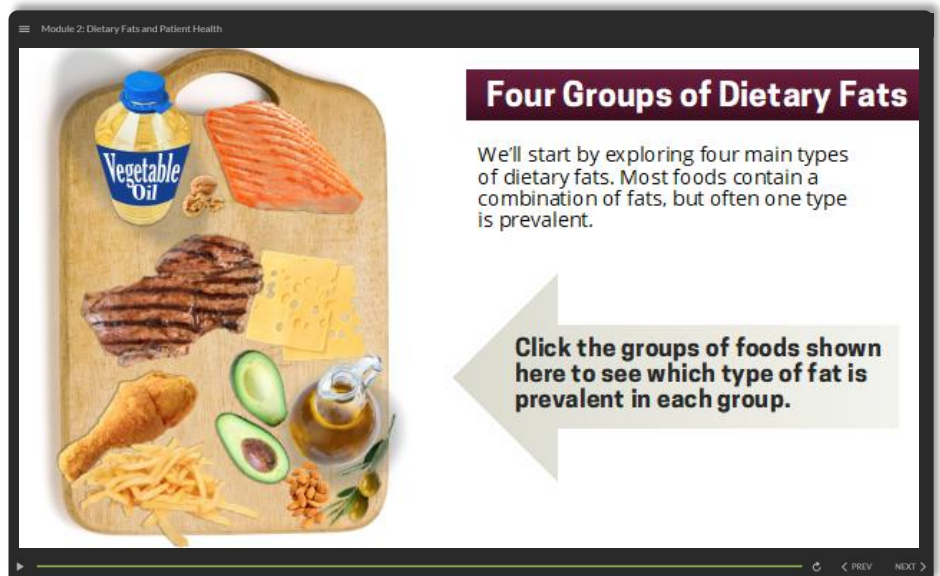 Module 2: Dietary Fats and Patient Health
Vegetable
Oil
Four Groups of Dietary Fats
We'll start by exploring four main types
of dietary fats. Most foods contain a
combination of fats, but often one type
is prevalent.
Click the groups of foods shown
here to see which type of fat is
prevalent in each group.
PREV
NEXT